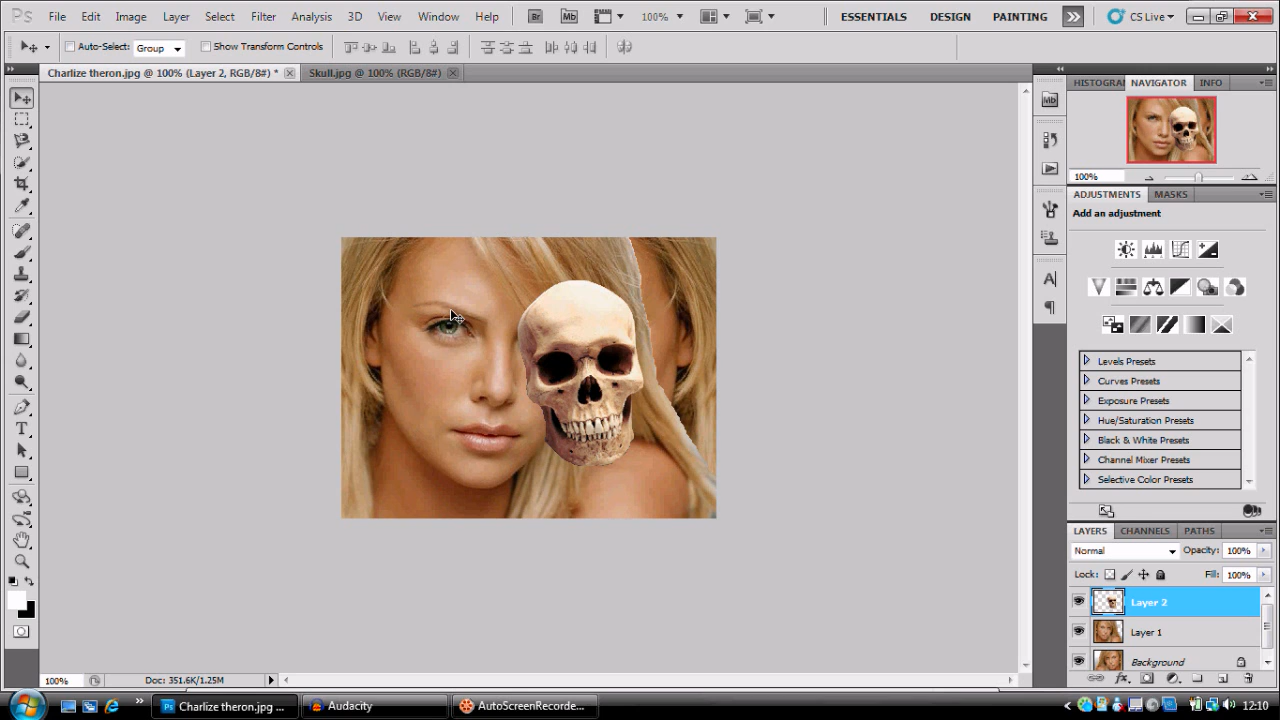 Ps File Edit Image Layer Select Filter Analysis 3D View Window Help Br Mb 100% ESSENTIALS DESIGN PAINTING CS Live
Auto-Select: Group Show Transform Controls
Charlize theron.jpg @ 100% (Layer 2, RGB/8#) * Skull.jpg @ 100% (RGB/8#)
HISTOGRAM NAVIGATOR INFO
Mb
100%
ADJUSTMENTS MASKS
Add an adjustment
A
Levels Presets
Curves Presets
Exposure Presets
Hue/Saturation Presets
Black & White Presets
Channel Mixer Presets
Selective Color Presets
T
LAYERS CHANNELS PATHS
Normal Opacity: 100%
Lock: Fill: 100%
Layer 2
Layer 1
Background
100% Doc: 351.6K/1.25M
Charlize theron.jpg ... Audacity AutoScreenRecorde... 12:10